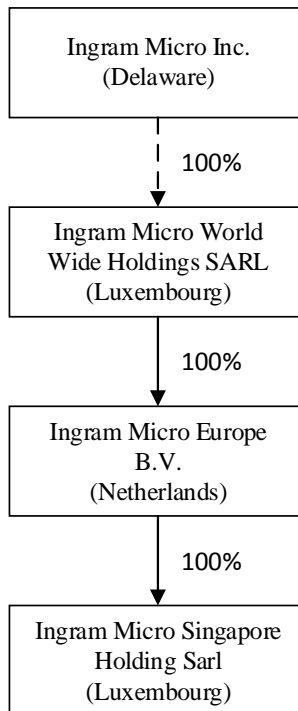 Ingram Micro Inc.
(Delaware)
100%
Ingram Micro World
Wide Holdings SARL
(Luxembourg)
100%
Ingram Micro Europe
B.V.
(Netherlands)
100%
Ingram Micro Singapore
Holding Sarl
(Luxembourg)